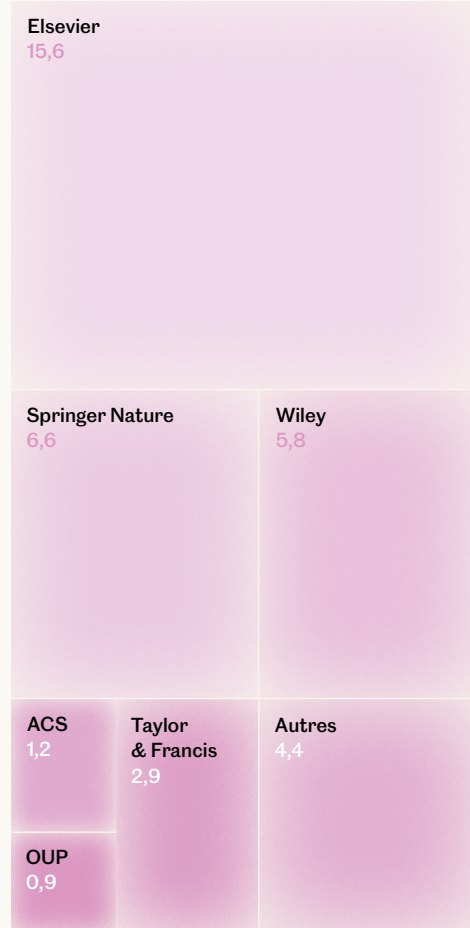 Elsevier
15,6
Springer Nature
6,6
Wiley
5,8
ACS
1,2
OUP
0,9
Taylor
& Francis
2,9
Autres
4,4